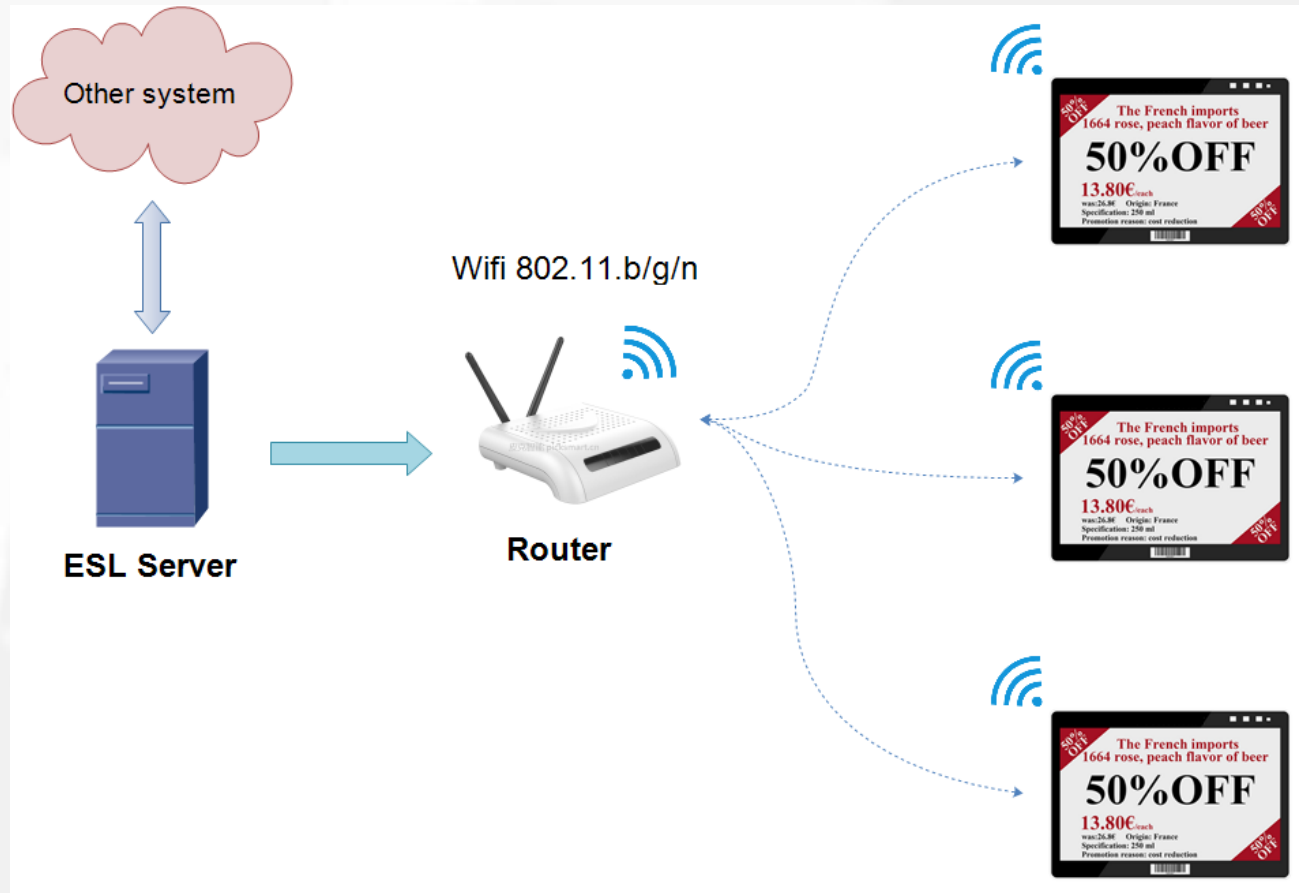 Other system
Wifi 802.11.b/g/n
ESL Server
Router
picksmart.cn
50%
OFF
The French imports
1664 rose, peach flavor of beer
50%OFF
13.80€/each
was:26.8€ Origin: France
Specification: 250 ml
Promotion reason: cost reduction
50%
OFF
50%
OFF
The French imports
1664 rose, peach flavor of beer
50%OFF
13.80€/each
was:26.8€ Origin: France
Specification: 250 ml
Promotion reason: cost reduction
50%
OFF
50%
OFF
The French imports
1664 rose, peach flavor of beer
50%OFF
13.80€/each
was:26.8€ Origin: France
Specification: 250 ml
Promotion reason: cost reduction
50%
OFF